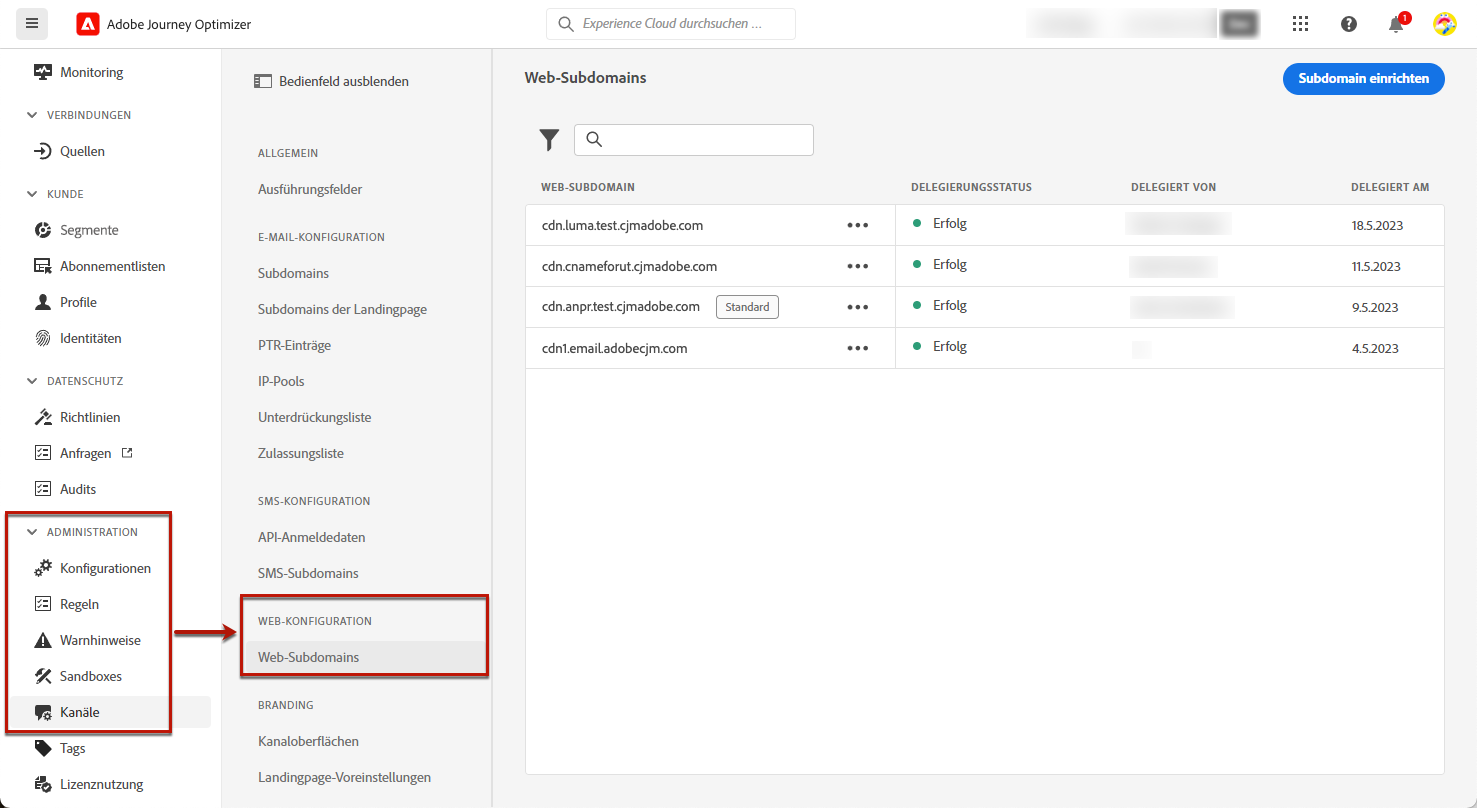 Adobe Journey Optimizer
Experience Cloud durchsuchen ...
1
Monitoring
VERBINDUNGEN
Quellen
KUNDE
Segmente
Abonnementlisten
Profile
Identitäten
DATENSCHUTZ
Richtlinien
Anfragen
Audits
ADMINISTRATION
Konfigurationen
Regeln
Warnhinweise
Sandboxes
Kanäle
Tags
Lizenznutzung
Bedienfeld ausblenden
ALLGEMEIN
Ausführungsfelder
E-MAIL-KONFIGURATION
Subdomains
Subdomains der Landingpage
PTR-Einträge
IP-Pools
Unterdrückungsliste
Zulassungsliste
SMS-KONFIGURATION
API-Anmeldedaten
SMS-Subdomains
WEB-KONFIGURATION
Web-Subdomains
BRANDING
Kanaloberflächen
Landingpage-Voreinstellungen
Web-Subdomains
Subdomain einrichten
WEB-SUBDOMAIN DELEGIERUNGSSTATUS DELEGIERT VON DELEGIERT AM
cdn.luma.test.cjmadobe.com Erfolg 18.5.2023
cdn.cnameforut.cjmadobe.com Erfolg 11.5.2023
cdn.anpr.test.cjmadobe.com Standard Erfolg 9.5.2023
cdn1.email.adobecjm.com Erfolg 4.5.2023